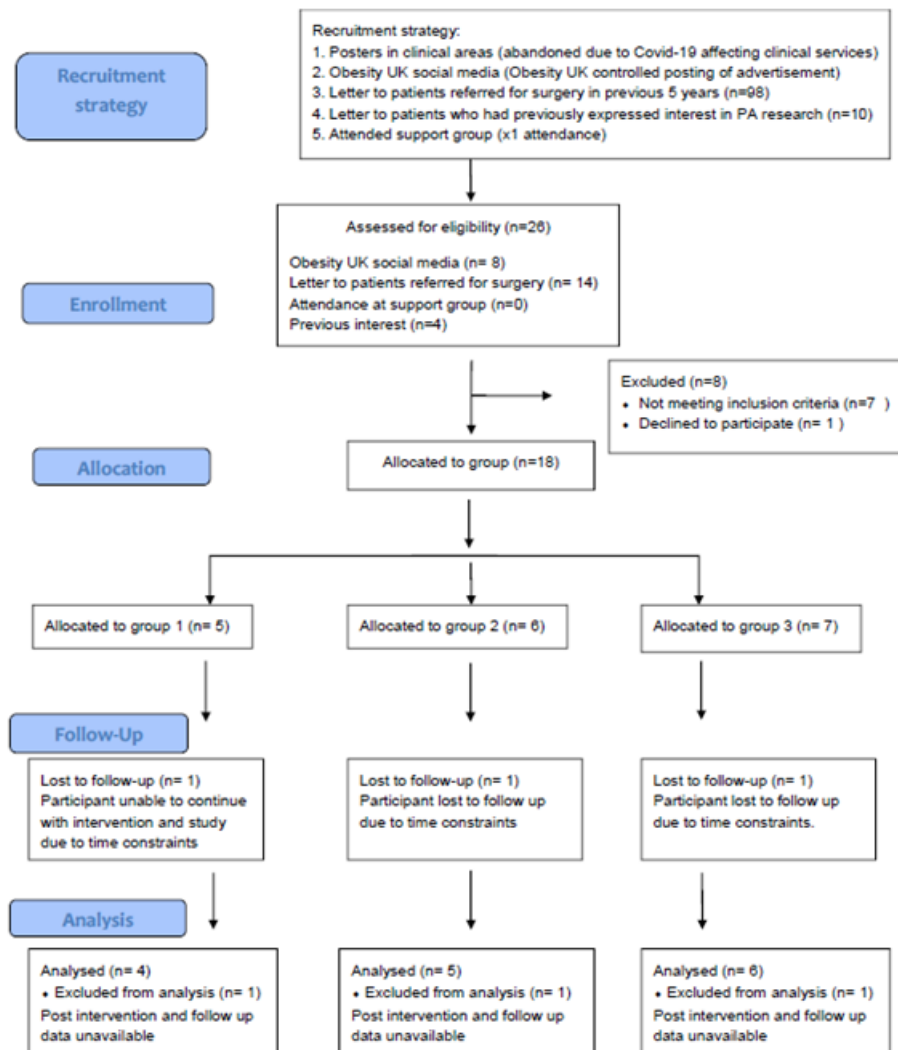 Recruitment
strategy
Recruitment strategy:
1. Posters in clinical areas (abandoned due to Covid-19 affecting clinical services)
2. Obesity UK social media (Obesity UK controlled posting of advertisement)
3. Letter to patients referred for surgery in previous 5 years (n=98)
4. Letter to patients who had previously expressed interest in PA research (n=10)
5. Attended support group (x1 attendance)
Enrollment
Assessed for eligibility (n=26)
Obesity UK social media (n= 8)
Letter to patients referred for surgery (n= 14)
Attendance at support group (n=0)
Previous interest (n=4)
Excluded (n=8)
• Not meeting inclusion criteria (n=7 )
• Declined to participate (n= 1 )
Allocation
Allocated to group (n=18)
Allocated to group 1 (n= 5)
Allocated to group 2 (n= 6)
Allocated to group 3 (n= 7)
Follow-Up
Lost to follow-up (n= 1)
Participant unable to continue
with intervention and study
due to time constraints
Lost to follow-up (n= 1)
Participant lost to follow up
due to time constraints
Lost to follow-up (n= 1)
Participant lost to follow up
due to time constraints.
Analysis
Analysed (n= 4)
• Excluded from analysis (n= 1)
Post intervention and follow up
data unavailable
Analysed (n= 5)
• Excluded from analysis (n= 1)
Post intervention and follow up
data unavailable
Analysed (n= 6)
• Excluded from analysis (n= 1)
Post intervention and follow up
data unavailable